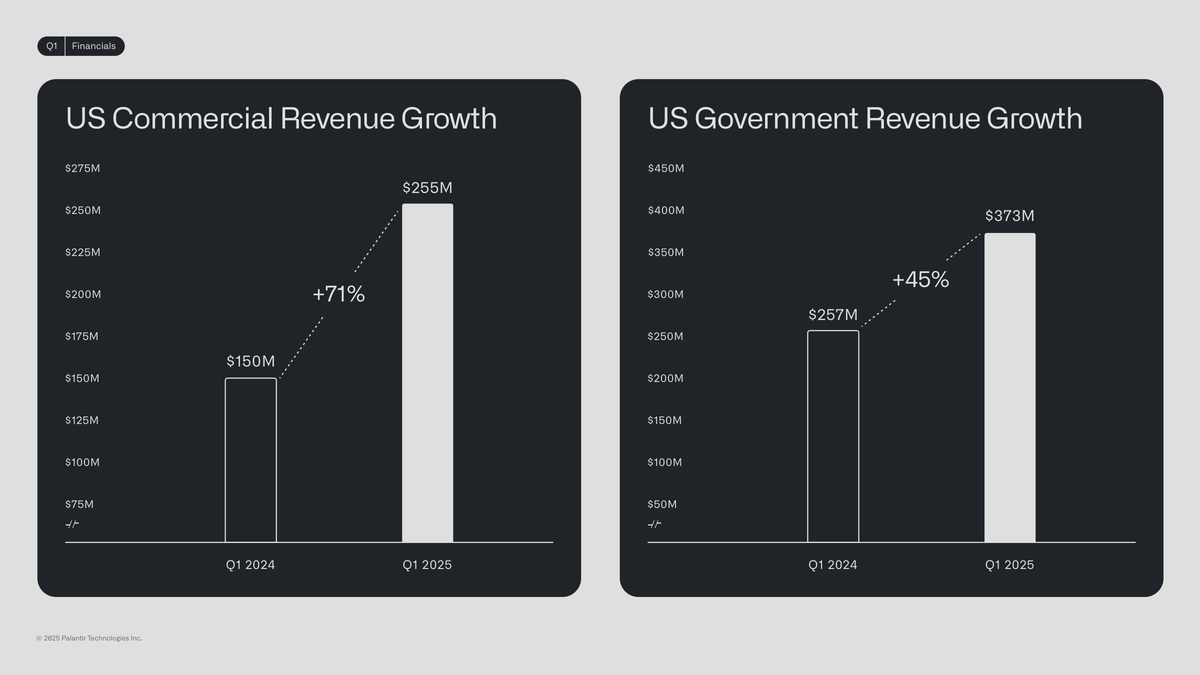 Q1 | Financials
US Commercial Revenue Growth
$275M
$250M
$225M
$200M
$175M
$150M
$125M
$100M
$75M
$150M
+71%
$255M
Q1 2024
Q1 2025
US Government Revenue Growth
$450M
$400M
$350M
$300M
$250M
$200M
$150M
$100M
$50M
$257M
+45%
$373M
Q1 2024
Q1 2025
© 2025 Palantir Technologies Inc.